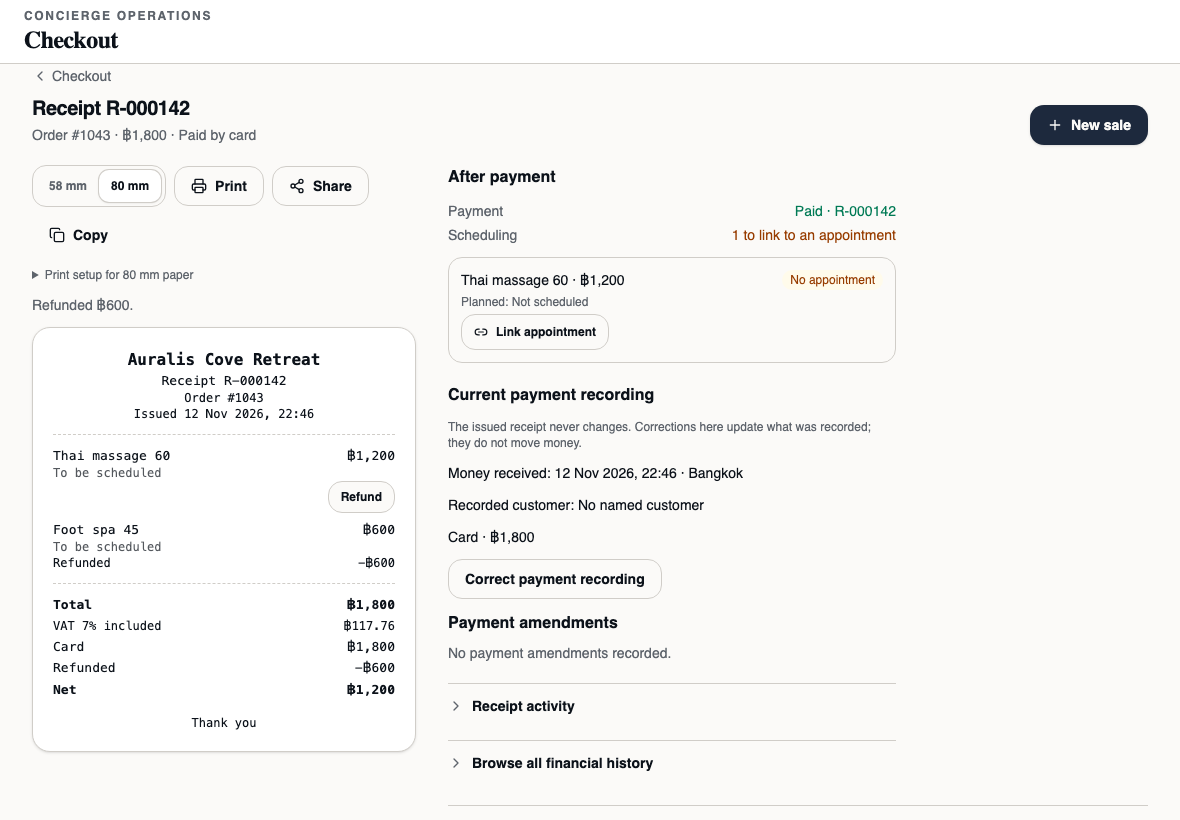 CONCIERGE OPERATIONS
Checkout
Checkout
Receipt R-000142
Order #1043 · ฿1,800 · Paid by card
New sale
58 mm
80 mm
Print
Share
Copy
Print setup for 80 mm paper
Refunded ฿600.
Auralis Cove Retreat
Receipt R-000142
Order #1043
Issued 12 Nov 2026, 22:46
Thai massage 60 ฿1,200
To be scheduled
Refund
Foot spa 45 ฿600
To be scheduled
Refunded −฿600
Total ฿1,800
VAT 7% included ฿117.76
Card ฿1,800
Refunded −฿600
Net ฿1,200
Thank you
After payment
Payment Paid · R-000142
Scheduling 1 to link to an appointment
Thai massage 60 · ฿1,200 No appointment
Planned: Not scheduled
Link appointment
Current payment recording
The issued receipt never changes. Corrections here update what was recorded;
they do not move money.
Money received: 12 Nov 2026, 22:46 · Bangkok
Recorded customer: No named customer
Card · ฿1,800
Correct payment recording
Payment amendments
No payment amendments recorded.
Receipt activity
Browse all financial history